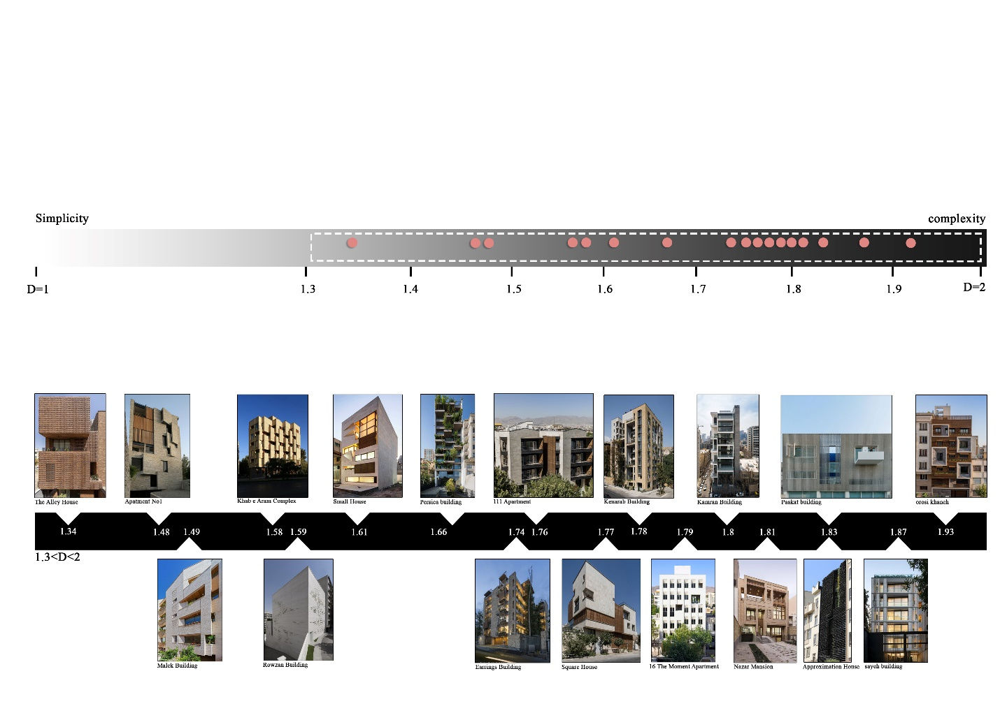 Simplicity
complexity
D=1
1.3
1.4
1.5
1.6
1.7
1.8
1.9
D=2
The Alley House
Apatment No1
Khab e Aram Complex
Small House
Persica building
111 Apartment
Kenarab Building
Kamran Building
Paakat building
orosi khaneh
1.34
1.48
1.49
1.58
1.59
1.61
1.66
1.74
1.76
1.77
1.78
1.79
1.8
1.81
1.83
1.87
1.93
1.3<D<2
Malek Building
Rowzan Building
Earrings Building
Square House
16 The Moment Apartment
Nazar Mansion
Approximation House
sayeh building